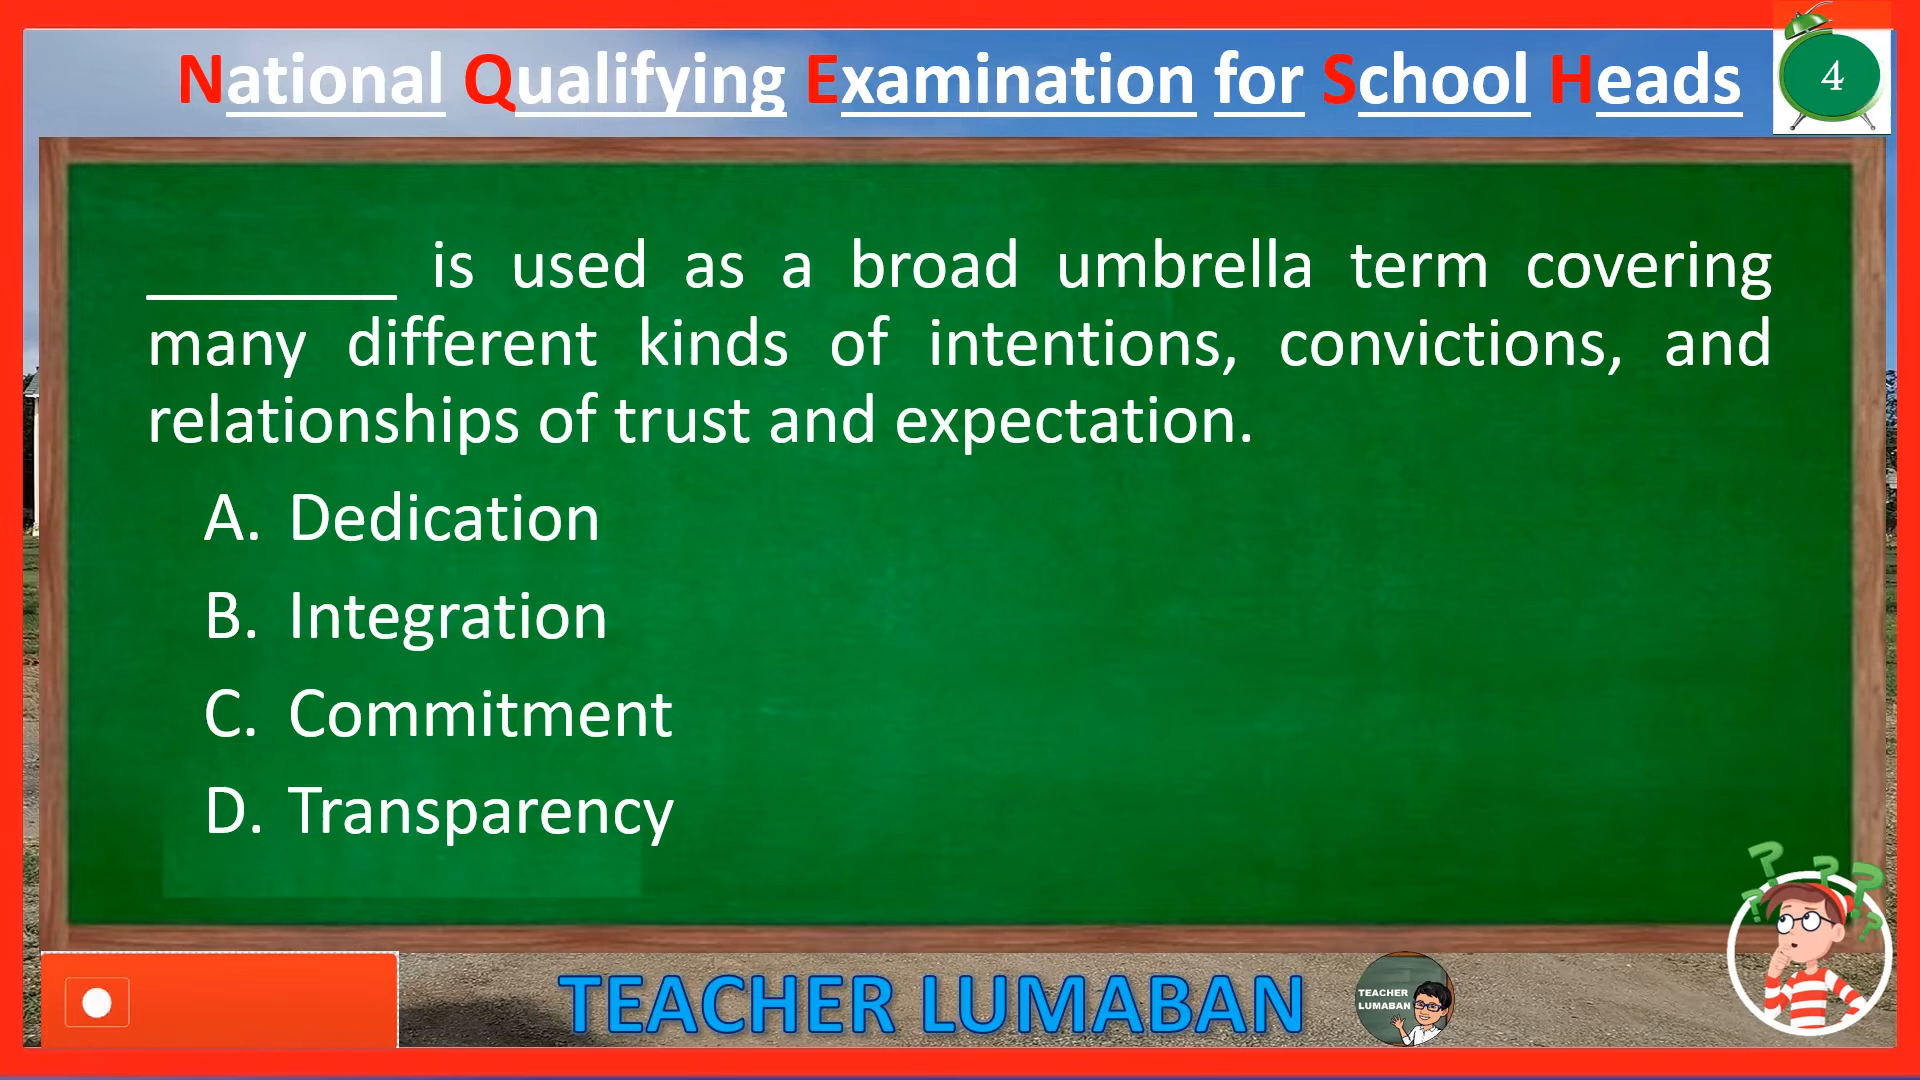 National Qualifying Examination for School Heads
4
________ is used as a broad umbrella term covering
many different kinds of intentions, convictions, and
relationships of trust and expectation.
A. Dedication
B. Integration
C. Commitment
D. Transparency
TEACHER LUMABAN
TEACHER
LUMABAN